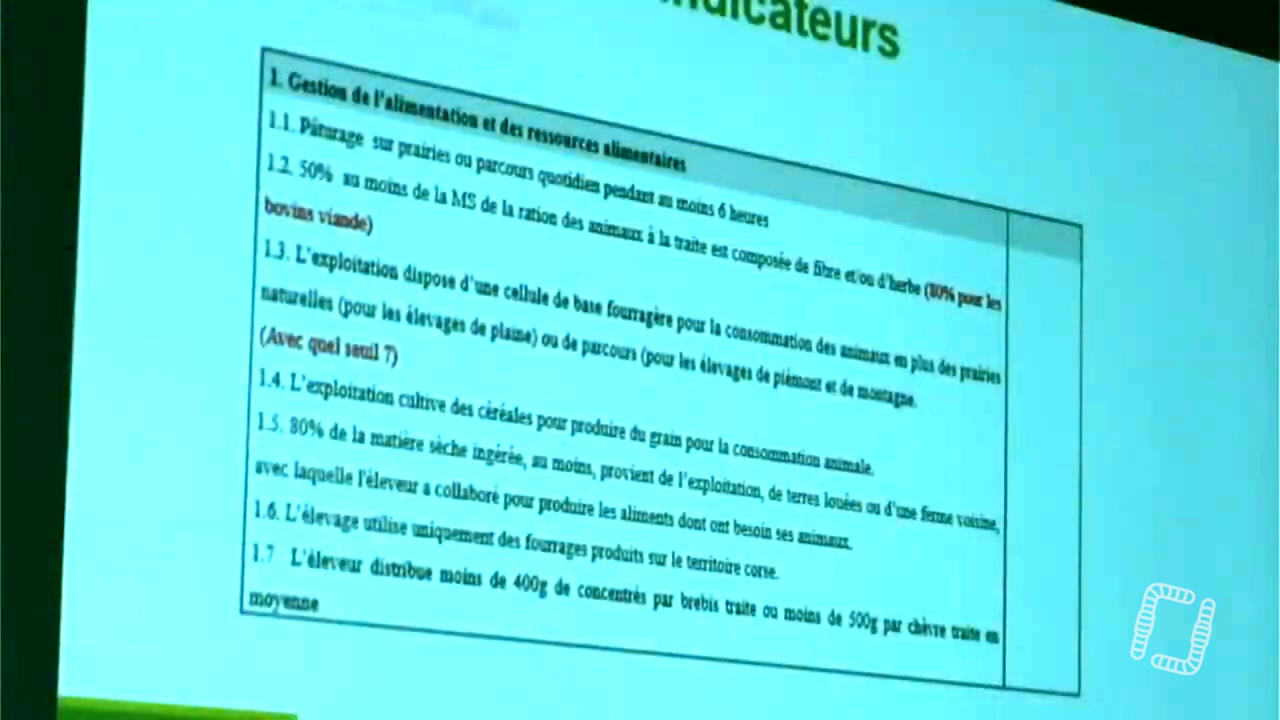 indicateurs
1. Gestion de l'alimentation et des ressources alimentaires
1.1. Pâturage sur prairies ou parcours quotidien pendant au moins 6 heures
1.2. 50% au moins de la MS de la ration des animaux à la traite est composée de fibre et/ou d'herbe (80% pour les
bovins viande)
1.3. L'exploitation dispose d'une cellule de base fourragère pour la consommation des animaux en plus des prairies
naturelles (pour les élevages de plaine) ou de parcours (pour les élevages de piémont et de montagne.
(Avec quel seuil ?)
1.4. L'exploitation cultive des céréales pour produire du grain pour la consommation animale.
1.5. 80% de la matière sèche ingérée, au moins, provient de l'exploitation, de terres louées ou d'une ferme voisine,
avec laquelle l'éleveur a collaboré pour produire les aliments dont ont besoin ses animaux.
1.6. L'élevage utilise uniquement des fourrages produits sur le territoire corse.
1.7 L'éleveur distribue moins de 400g de concentrés par brebis traite ou moins de 500g par chèvre traite en
moyenne